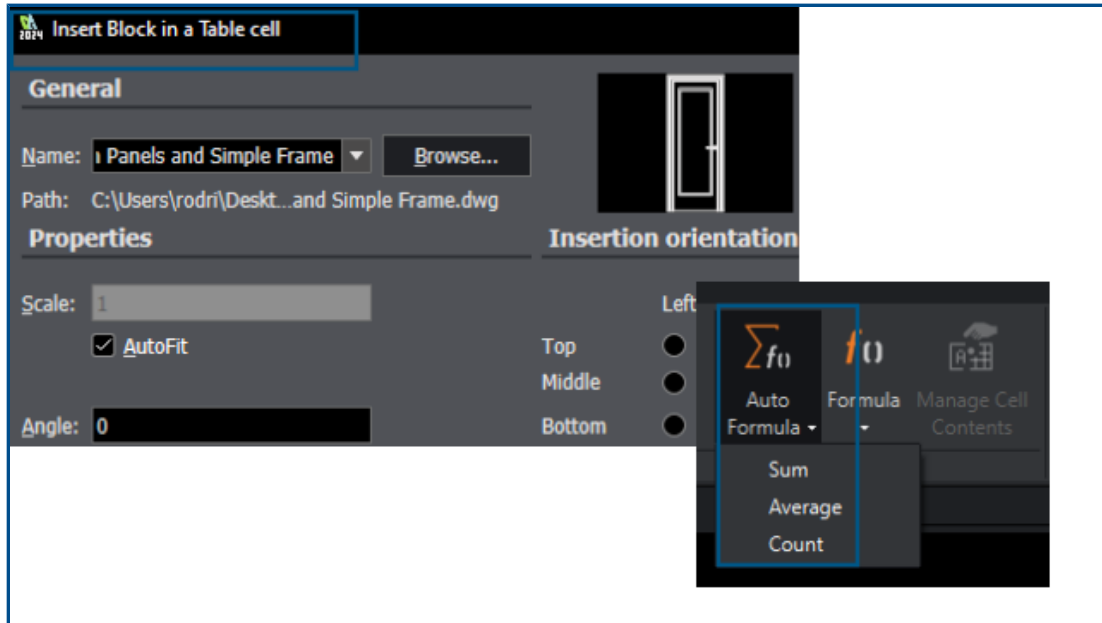 2024 Insert Block in a Table cell
General
Name: Panels and Simple Frame Browse...
Path: C:\Users\rodri\Deskt...and Simple Frame.dwg
Properties Insertion orientation
Scale: 1
Left
AutoFit
Top
Middle
Angle: 0
Bottom
f() f()
Auto Formula Formula Manage Cell Contents
Sum
Average
Count